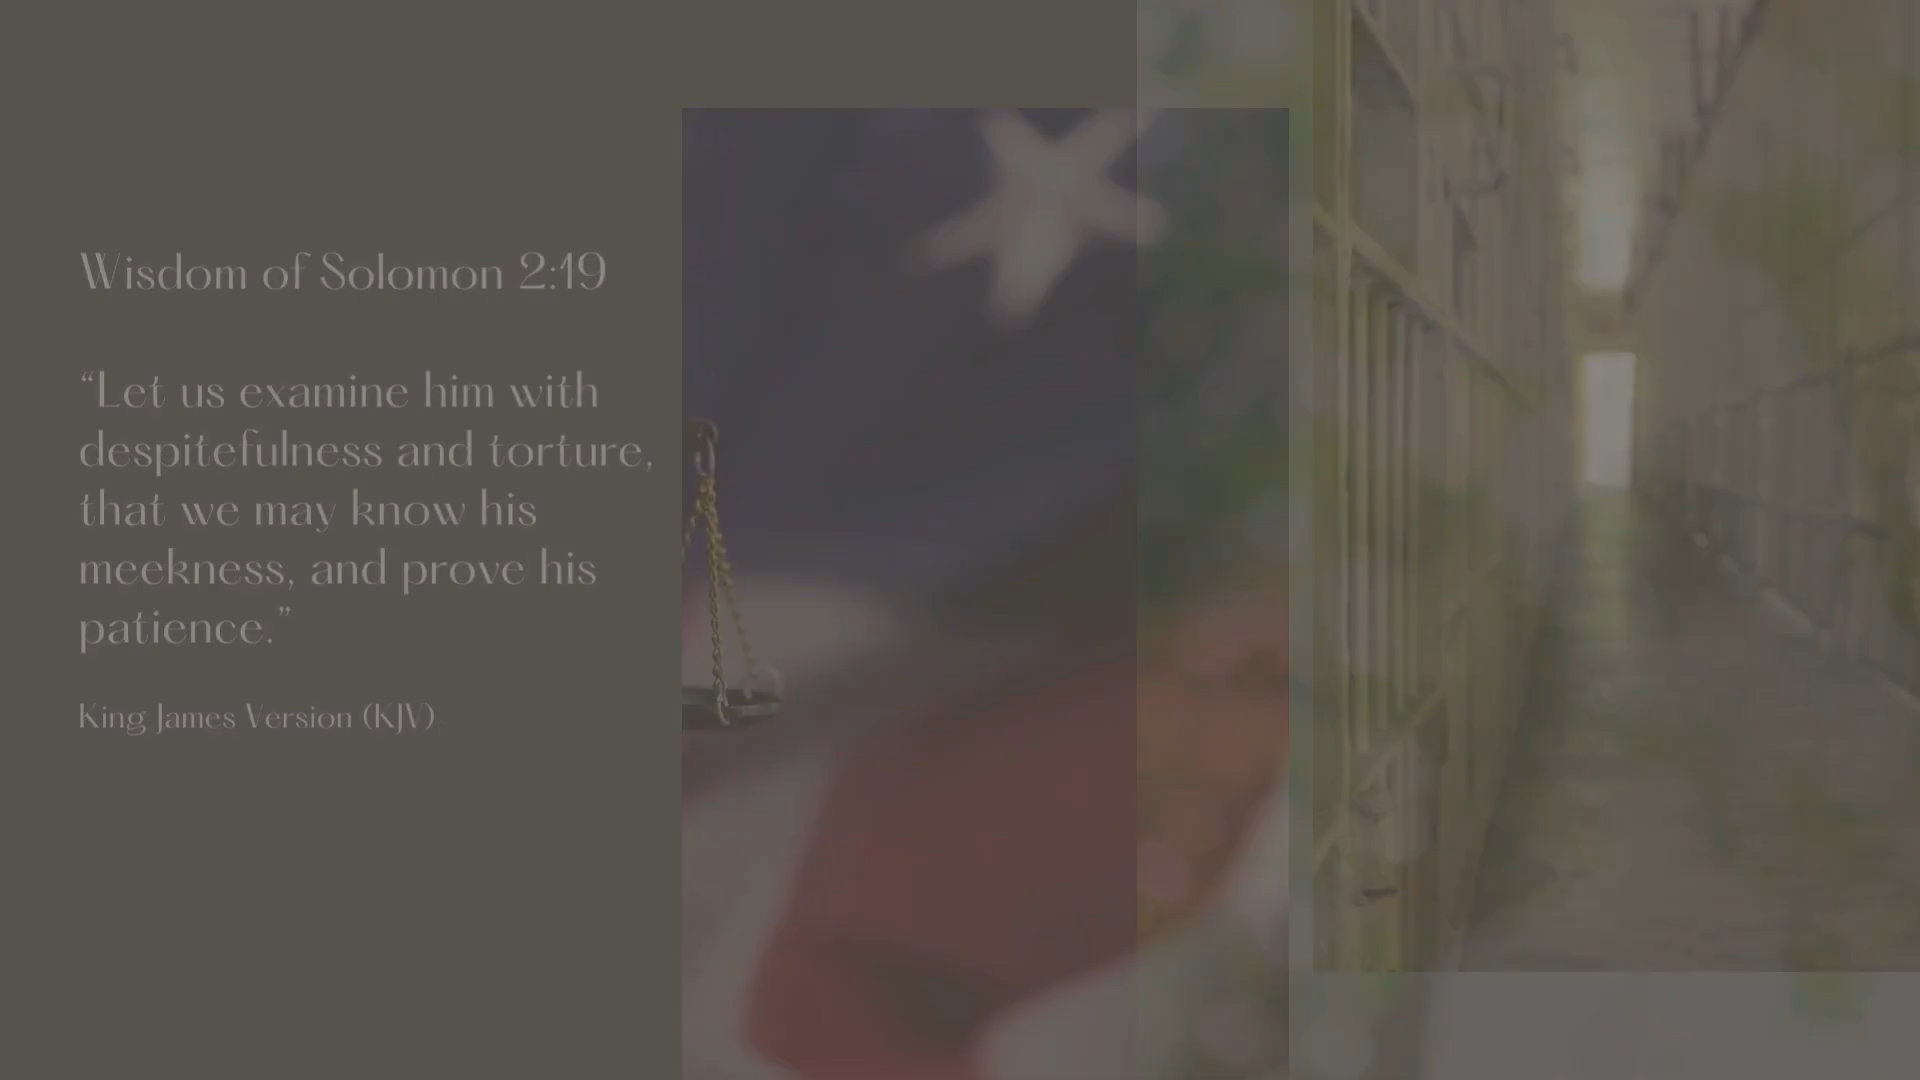 Wisdom of Solomon 2:19
“Let us examine him with
despitefulness and torture,
that we may know his
meekness, and prove his
patience.”
King James Version (KJV)